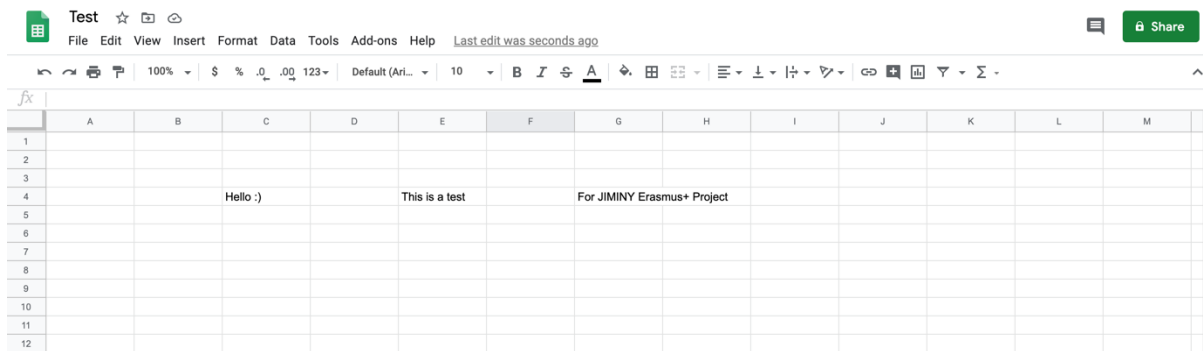 Test
File Edit View Insert Format Data Tools Add-ons Help Last edit was seconds ago
Share
100% $ % .0 .00 123 Default (Ari... 10 B I S A Σ
fx
A B C D E F G H I J K L M
1
2
3
4 Hello :) This is a test For JIMINY Erasmus+ Project
5
6
7
8
9
10
11
12